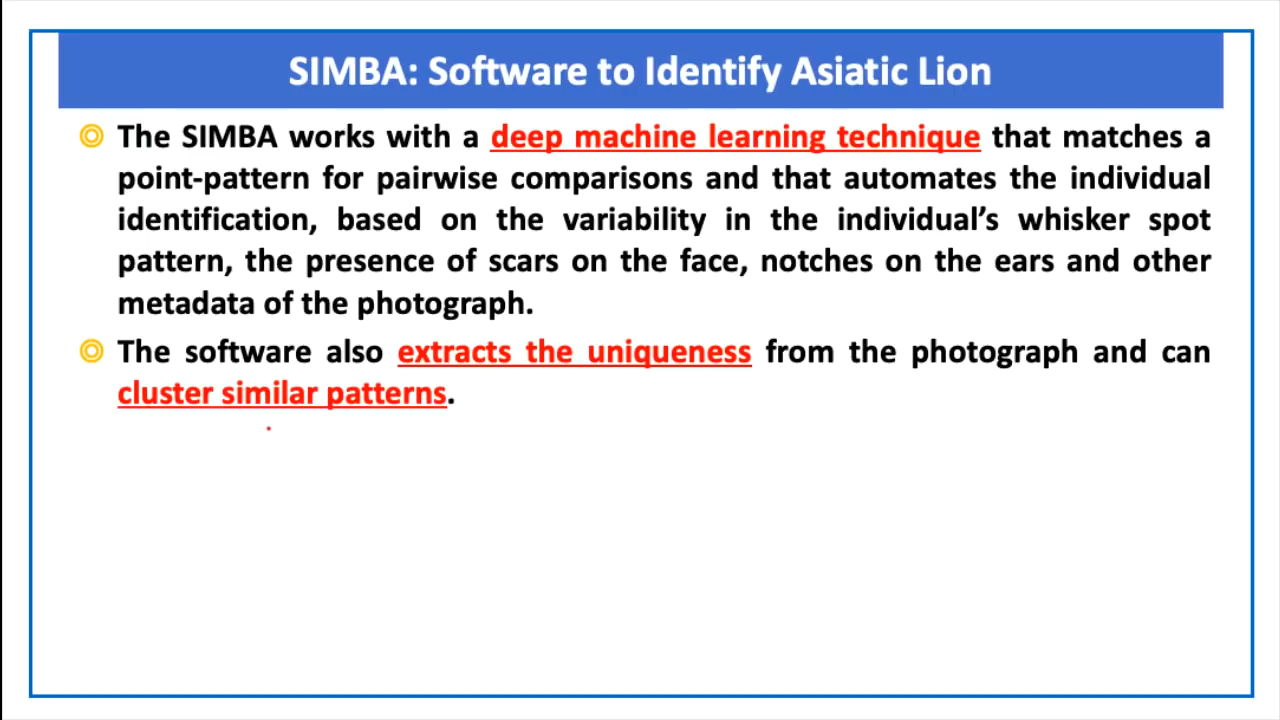 SIMBA: Software to Identify Asiatic Lion
The SIMBA works with a deep machine learning technique that matches a
point-pattern for pairwise comparisons and that automates the individual
identification, based on the variability in the individual’s whisker spot
pattern, the presence of scars on the face, notches on the ears and other
metadata of the photograph.
The software also extracts the uniqueness from the photograph and can
cluster similar patterns.